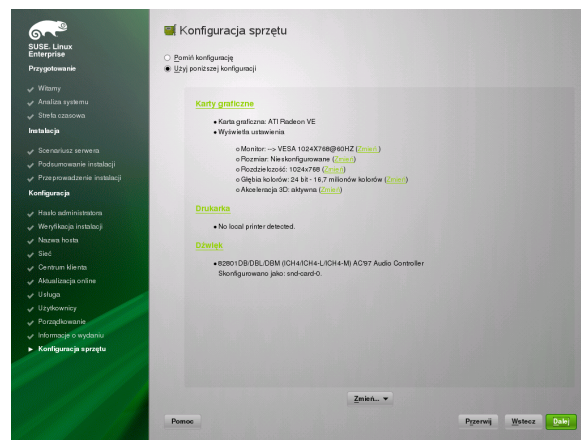 SUSE. Linux
Enterprise
Przygotowanie
Witamy
Analiza systemu
Strefa czasowa
Instalacja
Scenariusz serwera
Podsumowanie instalacji
Przeprowadzenie instalacji
Konfiguracja
Hasło administratora
Weryfikacja instalacji
Nazwa hosta
Sieć
Centrum klienta
Aktualizacja online
Usługa
Użytkownicy
Porządkowanie
Informacje o wydaniu
Konfiguracja sprzętu
Konfiguracja sprzętu
Pomiń konfigurację
Użyj poniższej konfiguracji
Karty graficzne
Karta graficzna: ATI Radeon VE
Wyświetla ustawienia
Monitor: --> VESA 1024X768@60HZ (Zmień)
Rozmiar: Nieskonfigurowane (Zmień)
Rozdzielczość: 1024x768 (Zmień)
Głębia kolorów: 24 bit - 16,7 milionów kolorów (Zmień)
Akceleracja 3D: aktywna (Zmień)
Drukarka
No local printer detected.
Dźwięk
82801DB/DBL/DBM (ICH4/ICH4-L/ICH4-M) AC'97 Audio Controller
Skonfigurowano jako: snd-card-0.
Zmień...
Pomoc
Przerwij
Wstecz
Dalej